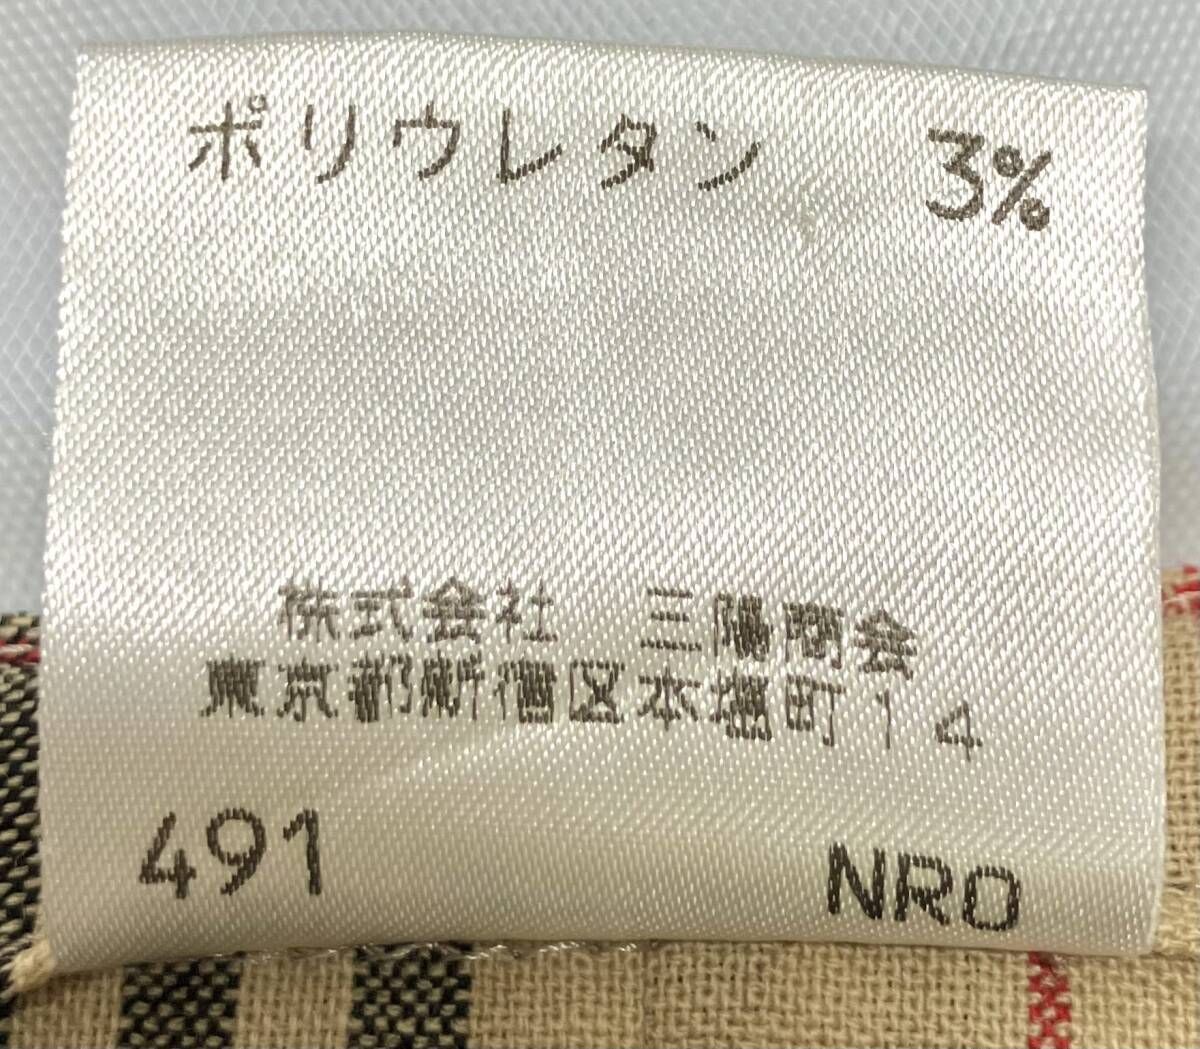 ポリウレタン 3%
株式会社 三陽商会
東京都新宿区本塩町14
491 NRO